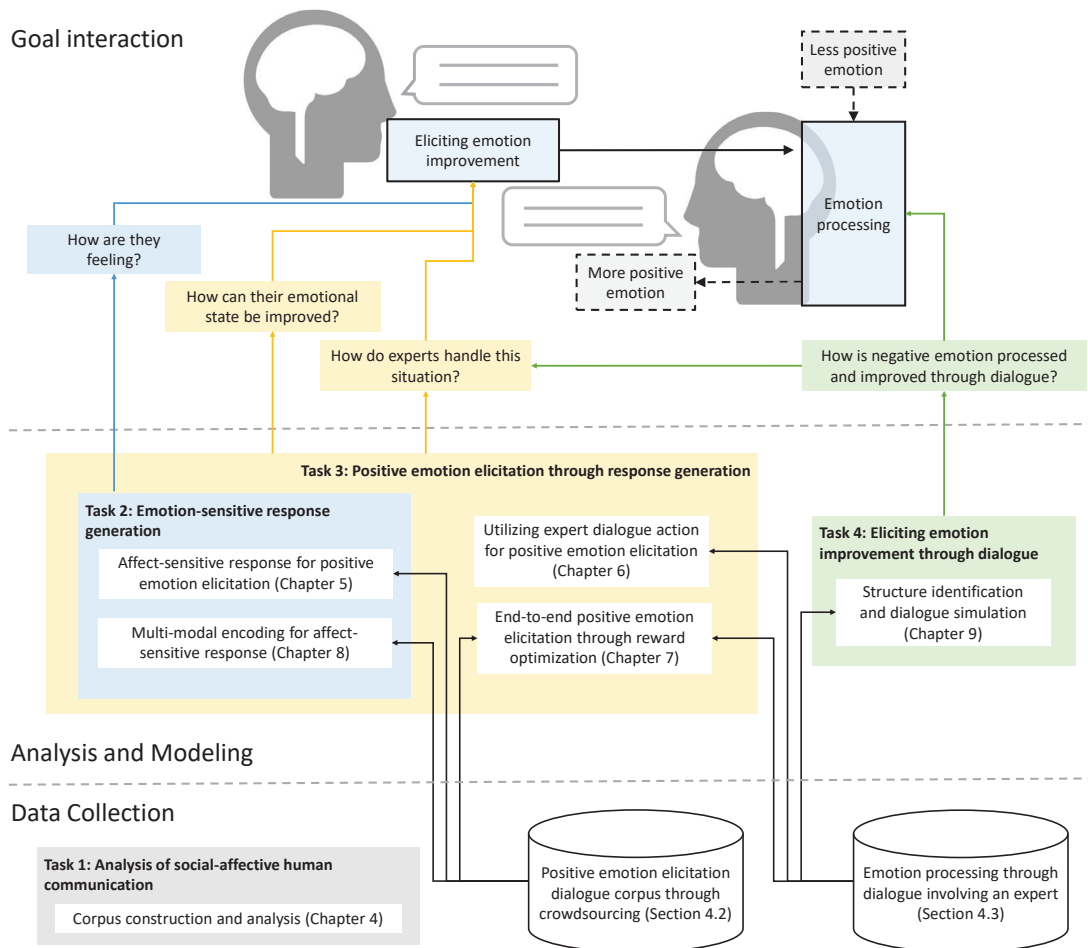 Goal interaction
Less positive
emotion
Eliciting emotion
improvement
Emotion
processing
How are they
feeling?
More positive
emotion
How can their emotional
state be improved?
How do experts handle this
situation?
How is negative emotion processed
and improved through dialogue?
Task 3: Positive emotion elicitation through response generation
Task 2: Emotion-sensitive response
generation
Affect-sensitive response for positive
emotion elicitation (Chapter 5)
Multi-modal encoding for affect-
sensitive response (Chapter 8)
Utilizing expert dialogue action
for positive emotion elicitation
(Chapter 6)
End-to-end positive emotion
elicitation through reward
optimization (Chapter 7)
Task 4: Eliciting emotion
improvement through dialogue
Structure identification
and dialogue simulation
(Chapter 9)
Analysis and Modeling
Data Collection
Task 1: Analysis of social-affective human
communication
Corpus construction and analysis (Chapter 4)
Positive emotion elicitation
dialogue corpus through
crowdsourcing (Section 4.2)
Emotion processing through
dialogue involving an expert
(Section 4.3)